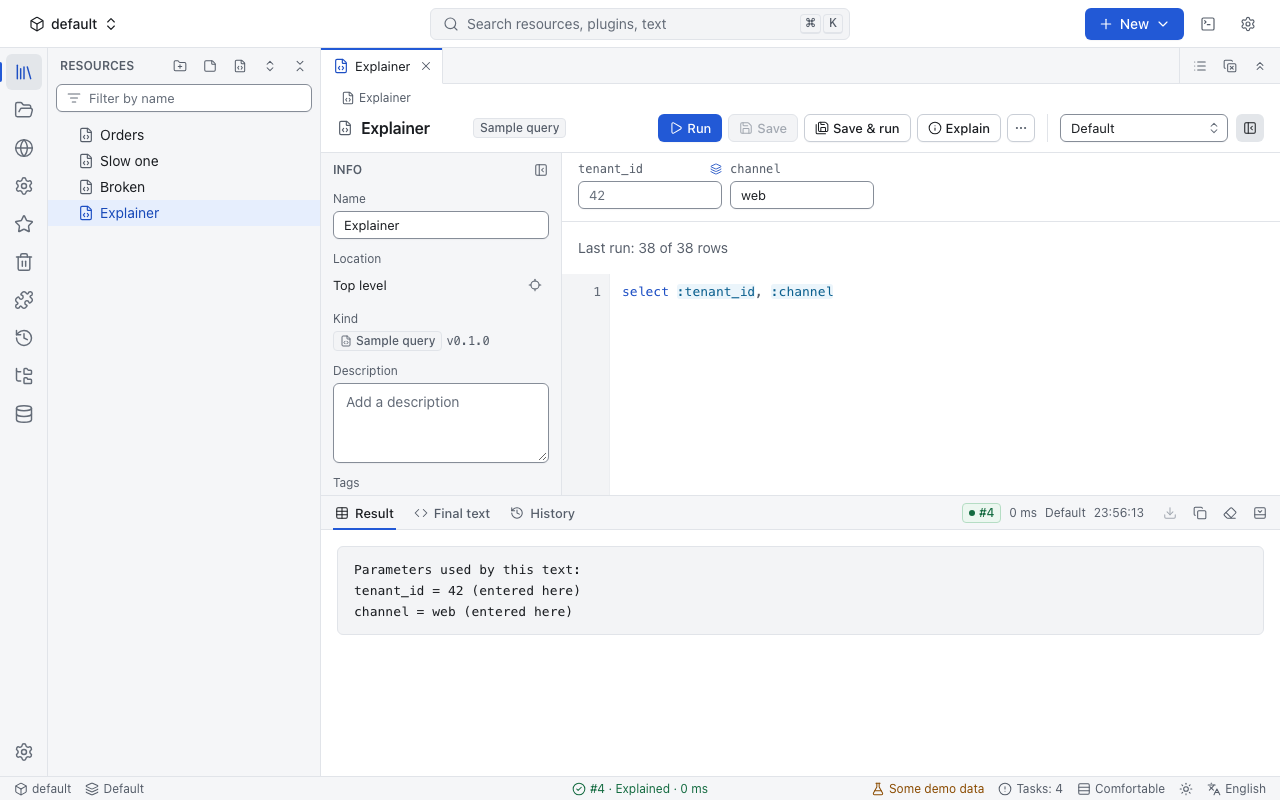 default
Search resources, plugins, text
⌘ K
New
RESOURCES
Filter by name
Orders
Slow one
Broken
Explainer
Explainer
Explainer
Explainer
Sample query
Run
Save
Save & run
Explain
Default
INFO
Name
Explainer
Location
Top level
Kind
Sample query v0.1.0
Description
Add a description
Tags
tenant_id
42
channel
web
Last run: 38 of 38 rows
1 select :tenant_id, :channel
Result
Final text
History
#4 0 ms Default 23:56:13
Parameters used by this text:
tenant_id = 42 (entered here)
channel = web (entered here)
default
Default
#4 · Explained · 0 ms
Some demo data
Tasks: 4
Comfortable
English